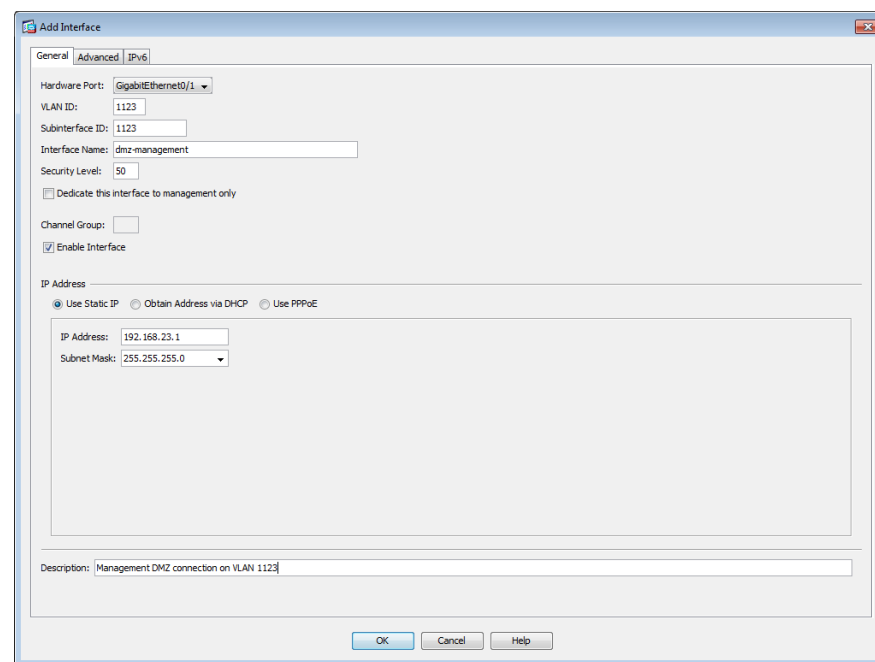 Add Interface
General Advanced IPv6
Hardware Port: GigabitEthernet0/1
VLAN ID: 1123
Subinterface ID: 1123
Interface Name: dmz-management
Security Level: 50
Dedicate this interface to management only
Channel Group:
Enable Interface
IP Address
Use Static IP Obtain Address via DHCP Use PPPoE
IP Address: 192.168.23.1
Subnet Mask: 255.255.255.0
Description: Management DMZ connection on VLAN 1123
OK Cancel Help